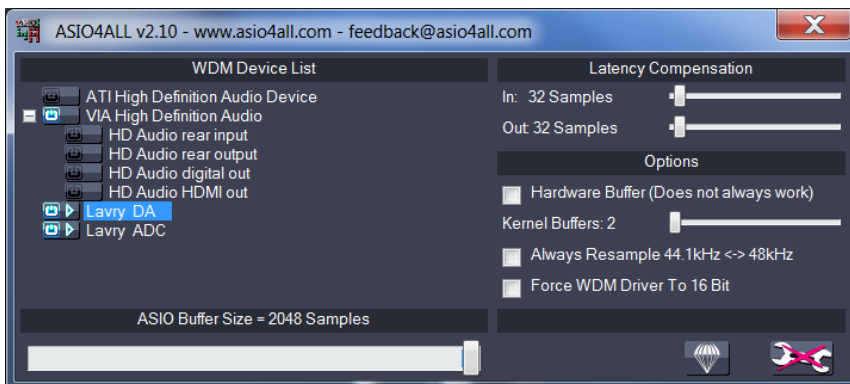 ASIO4ALL v2.10 - www.asio4all.com - feedback@asio4all.com
WDM Device List
ATI High Definition Audio Device
VIA High Definition Audio
HD Audio rear input
HD Audio rear output
HD Audio digital out
HD Audio HDMI out
Lavry DA
Lavry ADC
ASIO Buffer Size = 2048 Samples
Latency Compensation
In: 32 Samples
Out: 32 Samples
Options
Hardware Buffer (Does not always work)
Kernel Buffers: 2
Always Resample 44.1kHz <-> 48kHz
Force WDM Driver To 16 Bit